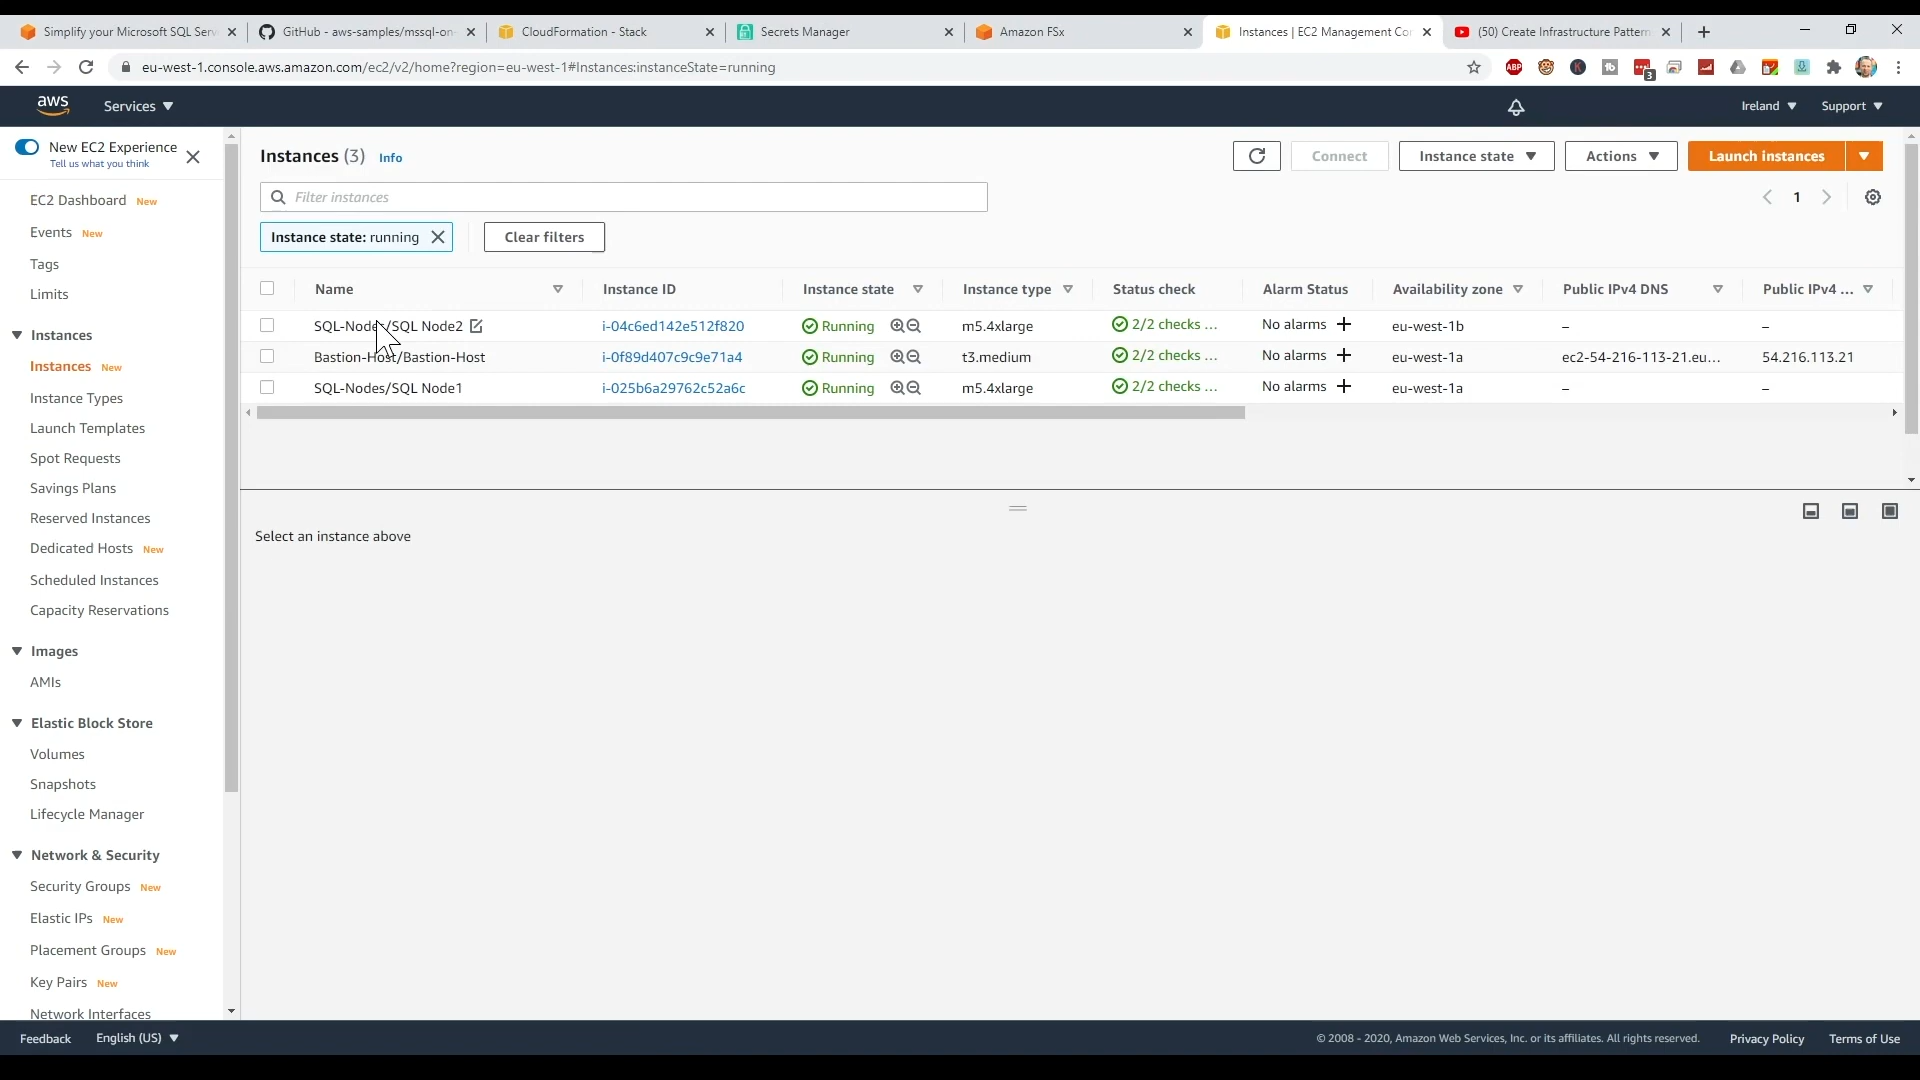 Simplify your Microsoft SQL Serv
GitHub - aws-samples/mssql-on-
CloudFormation - Stack
Secrets Manager
Amazon FSx
Instances | EC2 Management Con
(50) Create Infrastructure Pattern
eu-west-1.console.aws.amazon.com/ec2/v2/home?region=eu-west-1#Instances:instanceState=running
ABP
K
fb
3
aws
Services
Ireland
Support
New EC2 Experience
Tell us what you think
EC2 Dashboard New
Events New
Tags
Limits
Instances
Instances New
Instance Types
Launch Templates
Spot Requests
Savings Plans
Reserved Instances
Dedicated Hosts New
Scheduled Instances
Capacity Reservations
Images
AMIs
Elastic Block Store
Volumes
Snapshots
Lifecycle Manager
Network & Security
Security Groups New
Elastic IPs New
Placement Groups New
Key Pairs New
Network Interfaces
Instances (3) Info
Connect
Instance state
Actions
Launch instances
Filter instances
1
Instance state: running
Clear filters
Name Instance ID Instance state Instance type Status check Alarm Status Availability zone Public IPv4 DNS Public IPv4 ...
SQL-Nodes/SQL Node2 i-04c6ed142e512f820 Running m5.4xlarge 2/2 checks ... No alarms + eu-west-1b – –
Bastion-Host/Bastion-Host i-0f89d407c9c9e71a4 Running t3.medium 2/2 checks ... No alarms + eu-west-1a ec2-54-216-113-21.eu... 54.216.113.21
SQL-Nodes/SQL Node1 i-025b6a29762c52a6c Running m5.4xlarge 2/2 checks ... No alarms + eu-west-1a – –
Select an instance above
Feedback
English (US)
© 2008 - 2020, Amazon Web Services, Inc. or its affiliates. All rights reserved.
Privacy Policy
Terms of Use